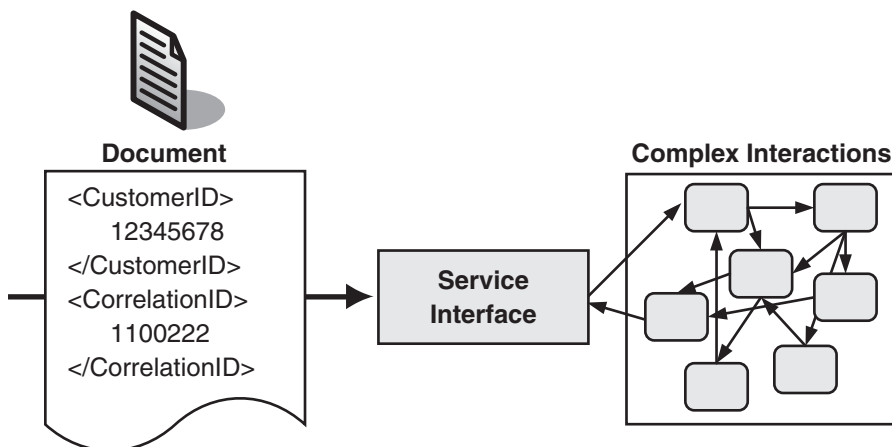 Document
<CustomerID>
12345678
</CustomerID>
<CorrelationID>
1100222
</CorrelationID>
Service
Interface
Complex Interactions